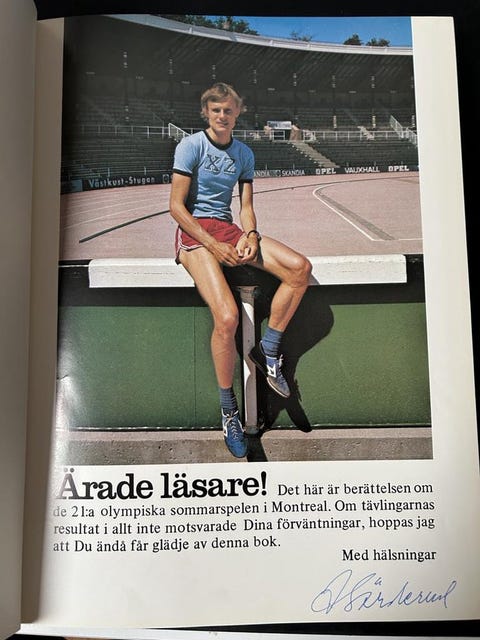 XZ
Västkust-Stugan
SKANDIA
OPEL VAUXHALL OPEL
Ärade läsare! Det här är berättelsen om
de 21:a olympiska sommarspelen i Montreal. Om tävlingarnas
resultat i allt inte motsvarade Dina förväntningar, hoppas jag
att Du ändå får glädje av denna bok.
Med hälsningar